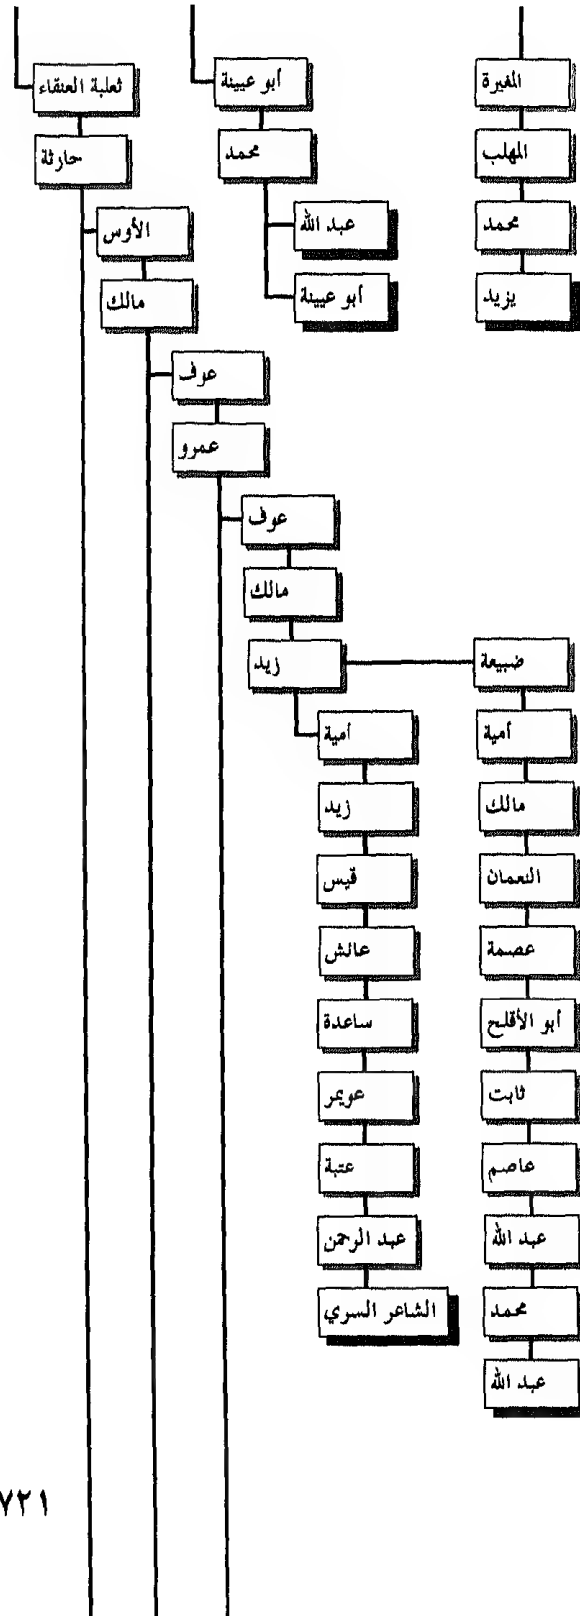 المغيرة
المهلب
محمد
يزيد
أبو عيينة
محمد
عبد الله
أبو عيينة
ثعلبة العنقاء
حارثة
الأوس
مالك
عوف
عمرو
عوف
مالك
زيد
ضبيعة
أمية
مالك
النعمان
عصمة
أبو الأقلح
ثابت
عاصم
عبد الله
محمد
عبد الله
أمية
زيد
قيس
عائش
ساعدة
عويمر
عتبة
عبد الرحمن
الشاعر السري
٧٢١